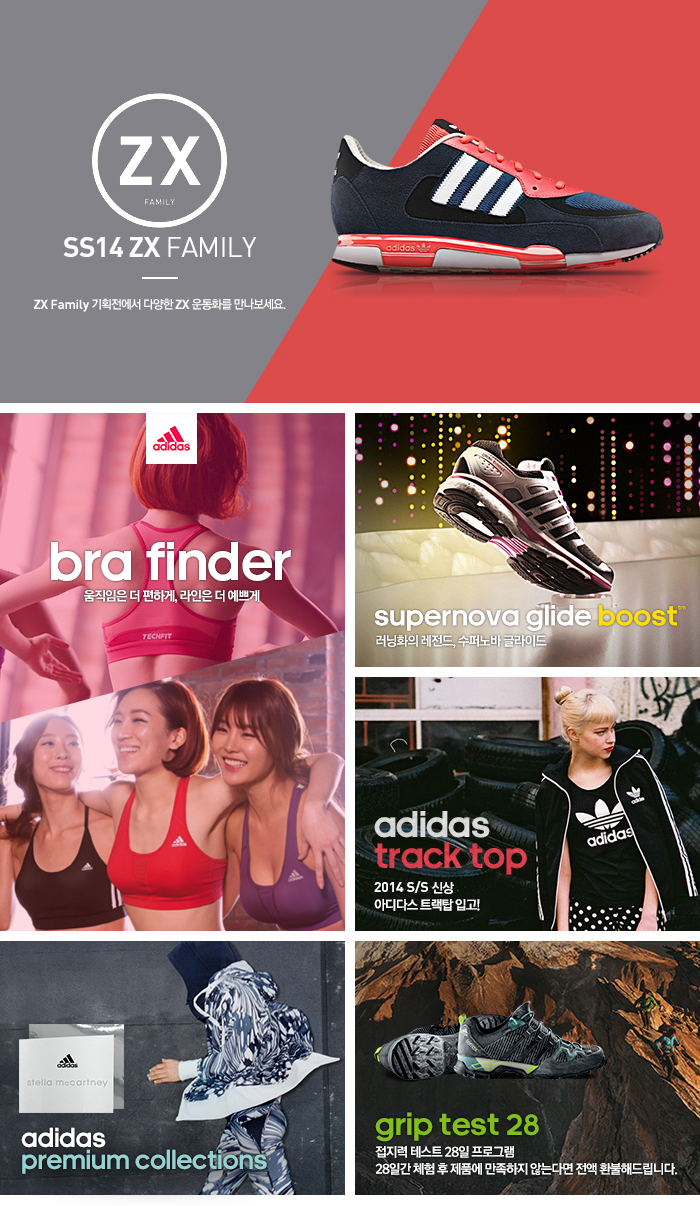 ZX
FAMILY
SS14 ZX FAMILY
ZX Family 기획전에서 다양한 ZX 운동화를 만나보세요.
adidas
adidas
bra finder
움직임은 더 편하게, 라인은 더 예쁘게
TECHFIT
adidas
adidas
adidas
supernova glide boost™
러닝화의 레전드, 수퍼노바 글라이드
adidas
adidas
adidas
track top
2014 S/S 신상
아디다스 트랙탑 입고!
adidas
stella mccartney
adidas
premium collections
grip test 28
접지력 테스트 28일 프로그램
28일간 체험 후 제품에 만족하지 않는다면 전액 환불해드립니다.